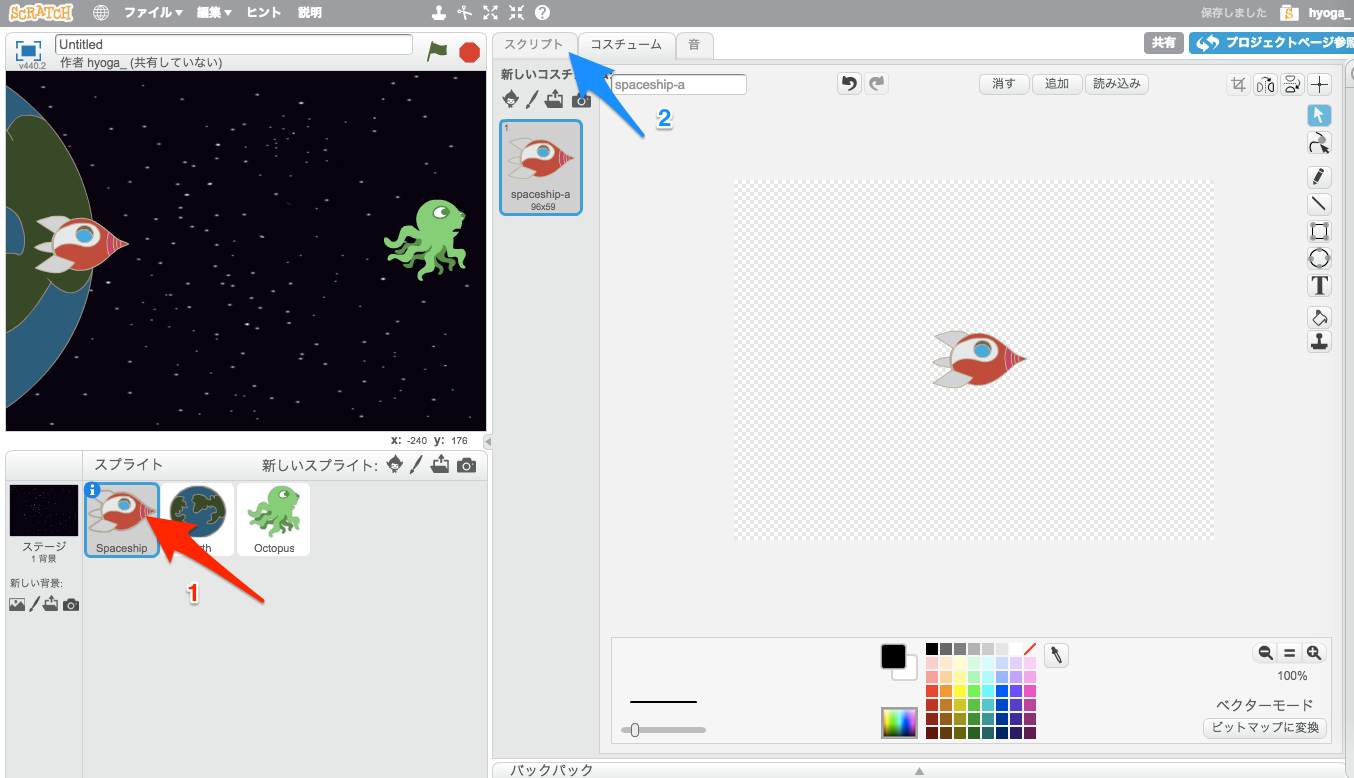 SCRATCH ファイル▼ 編集▼ ヒント 説明 保存しました hyoga_
v440.2
Untitled
作者 hyoga_ (共有していない)
スクリプト コスチューム 音 共有 プロジェクトページ参照
新しいコスチューム:
spaceship-a
消す 追加 読み込み
2
1
spaceship-a
96x59
T
x: -240 y: 176
スプライト
新しいスプライト:
ステージ
1 背景
新しい背景:
Spaceship
Octopus
1
100%
ベクターモード
ビットマップに変換
バックパック